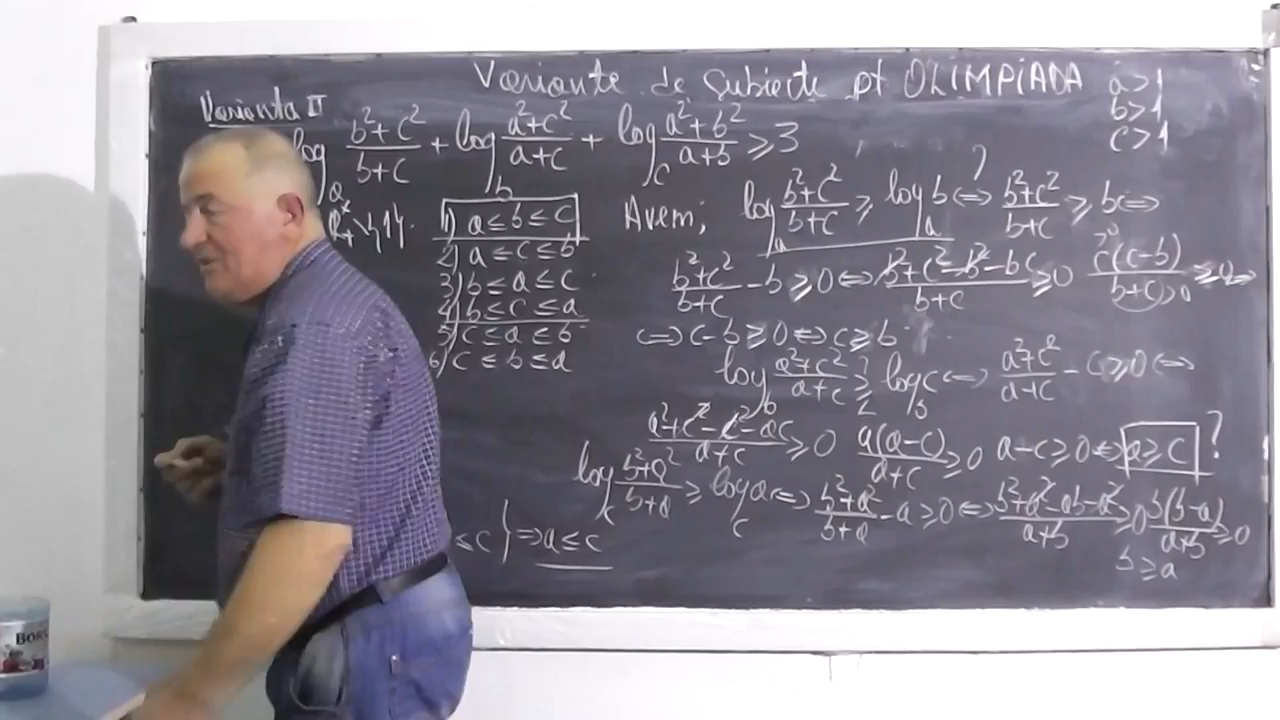 Variante de subiecte pt OLIMPIADA
a>1
b>1
c>1
Varianta II
log_a (b²+c²)/(b+c) + log_b (a²+c²)/(a+c) + log_c (a²+b²)/(a+b) ≥ 3
R*₊ \ {1}.
1) a ≤ b ≤ c
2) a ≤ c ≤ b
3) b ≤ a ≤ c
4) b ≤ c ≤ a
5) c ≤ a ≤ b
6) c ≤ b ≤ a
Avem; log_a (b²+c²)/(b+c) ≥ log_a b ⇔ ? (b²+c²)/(b+c) ≥ b ⇔
(b²+c²)/(b+c) - b ≥ 0 ⇔ (b²+c²-b²-bc)/(b+c) ≥ 0 c(c-b)/(b+c) ≥ 0 ⇔
⇔ c-b ≥ 0 ⇔ c ≥ b
log_b (a²+c²)/(a+c) ≥ log_b c ⇔ (a²+c²)/(a+c) - c ≥ 0 ⇔
(a²+c²-c²-ac)/(a+c) ≥ 0 a(a-c)/(a+c) ≥ 0 a-c ≥ 0 ⇔ a ≥ c ?
log_c (b²+a²)/(b+a) ≥ log_c a ⇔ (b²+a²)/(b+a) - a ≥ 0 ⇔ (b²+a²-ab-a²)/(a+b) ≥ 0 b(b-a)/(a+b) ≥ 0
b ≥ a
≤ c } ⇒ a ≤ c
BOR